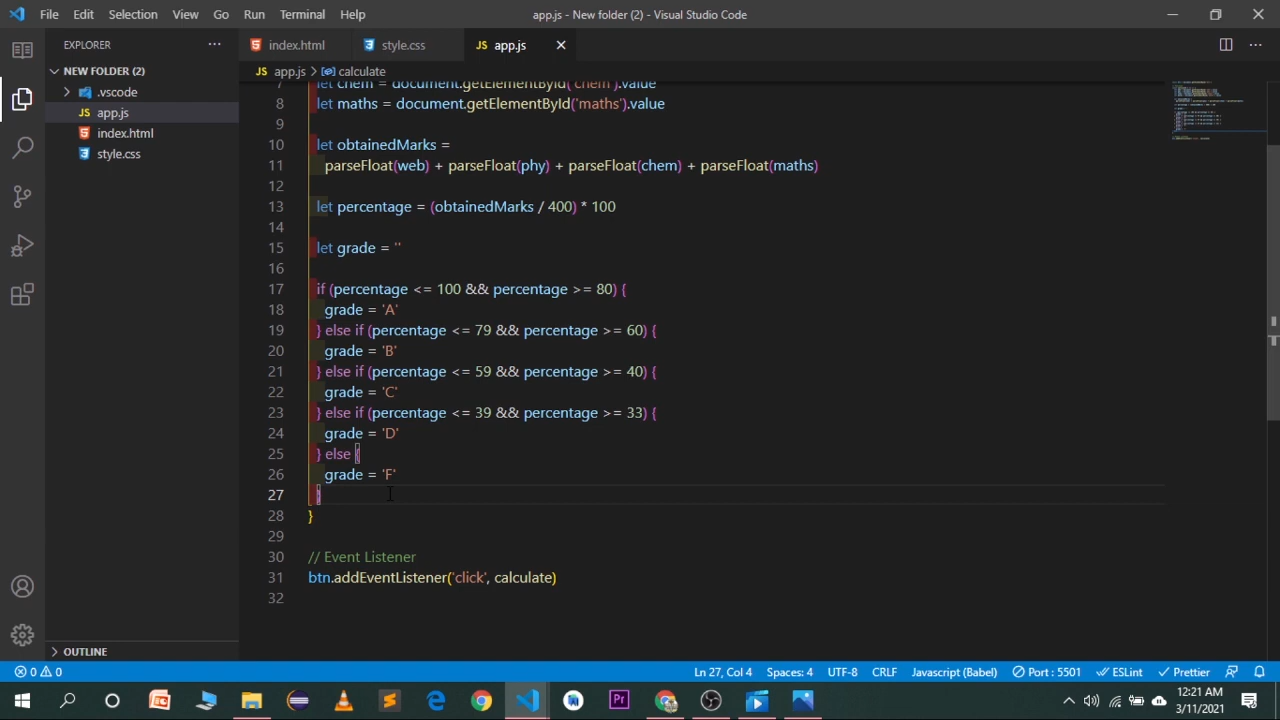 File Edit Selection View Go Run Terminal Help app.js - New folder (2) - Visual Studio Code
EXPLORER
index.html style.css JS app.js
NEW FOLDER (2)
JS app.js > calculate
.vscode
JS app.js
index.html
style.css
7 let chem = document.getElementById('chem').value
8 let maths = document.getElementById('maths').value
9
10 let obtainedMarks =
11 parseFloat(web) + parseFloat(phy) + parseFloat(chem) + parseFloat(maths)
12
13 let percentage = (obtainedMarks / 400) * 100
14
15 let grade = ''
16
17 if (percentage <= 100 && percentage >= 80) {
18 grade = 'A'
19 } else if (percentage <= 79 && percentage >= 60) {
20 grade = 'B'
21 } else if (percentage <= 59 && percentage >= 40) {
22 grade = 'C'
23 } else if (percentage <= 39 && percentage >= 33) {
24 grade = 'D'
25 } else {
26 grade = 'F'
27 }
28 }
29
30 // Event Listener
31 btn.addEventListener('click', calculate)
32
OUTLINE
0 0 Ln 27, Col 4 Spaces: 4 UTF-8 CRLF Javascript (Babel) Port : 5501 ESLint Prettier
Pr
12:21 AM
3/11/2021